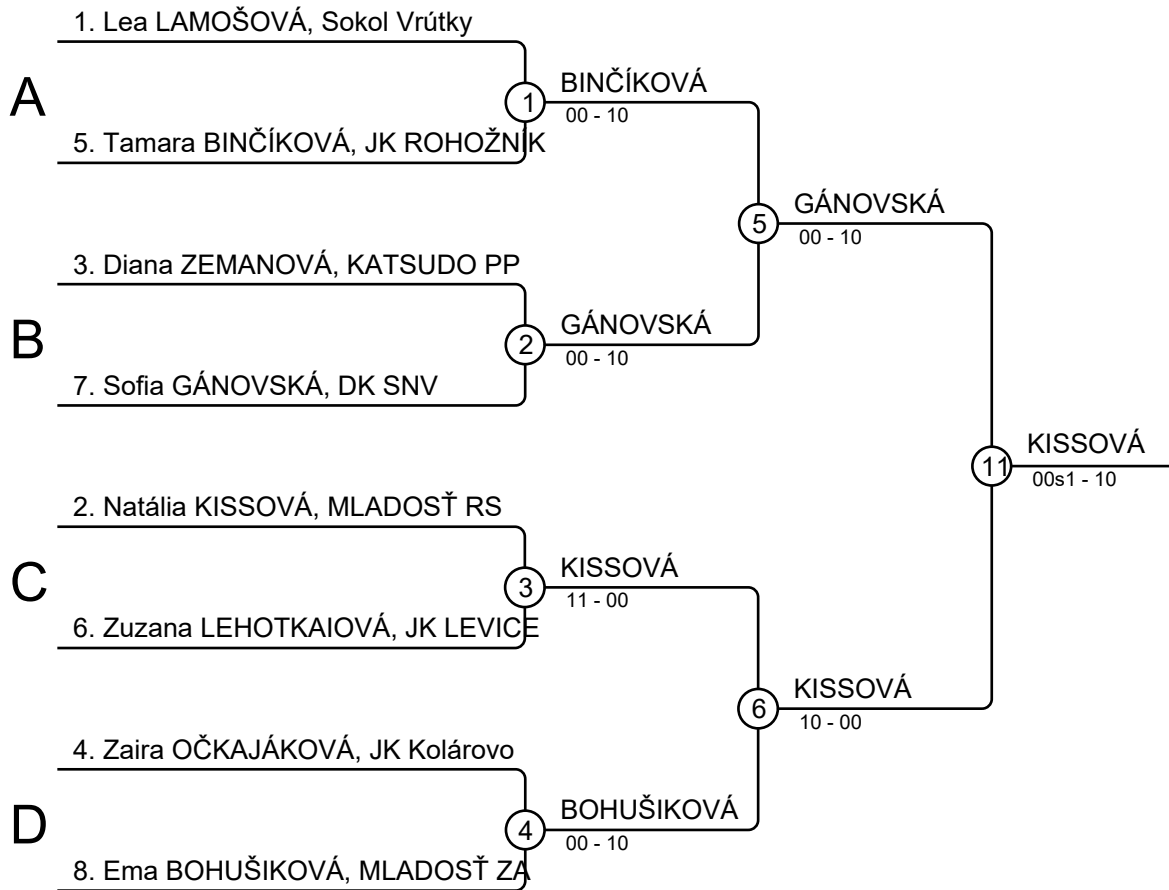 1. Lea LAMOŠOVÁ, Sokol Vrútky
A
1
BINČÍKOVÁ
00 - 10
5. Tamara BINČÍKOVÁ, JK ROHOŽNÍK
5
GÁNOVSKÁ
00 - 10
3. Diana ZEMANOVÁ, KATSUDO PP
B
2
GÁNOVSKÁ
00 - 10
7. Sofia GÁNOVSKÁ, DK SNV
11
KISSOVÁ
00s1 - 10
2. Natália KISSOVÁ, MLADOSŤ RS
C
3
KISSOVÁ
11 - 00
6. Zuzana LEHOTKAIOVÁ, JK LEVICE
6
KISSOVÁ
10 - 00
4. Zaira OČKAJÁKOVÁ, JK Kolárovo
D
4
BOHUŠIKOVÁ
00 - 10
8. Ema BOHUŠIKOVÁ, MLADOSŤ ZA